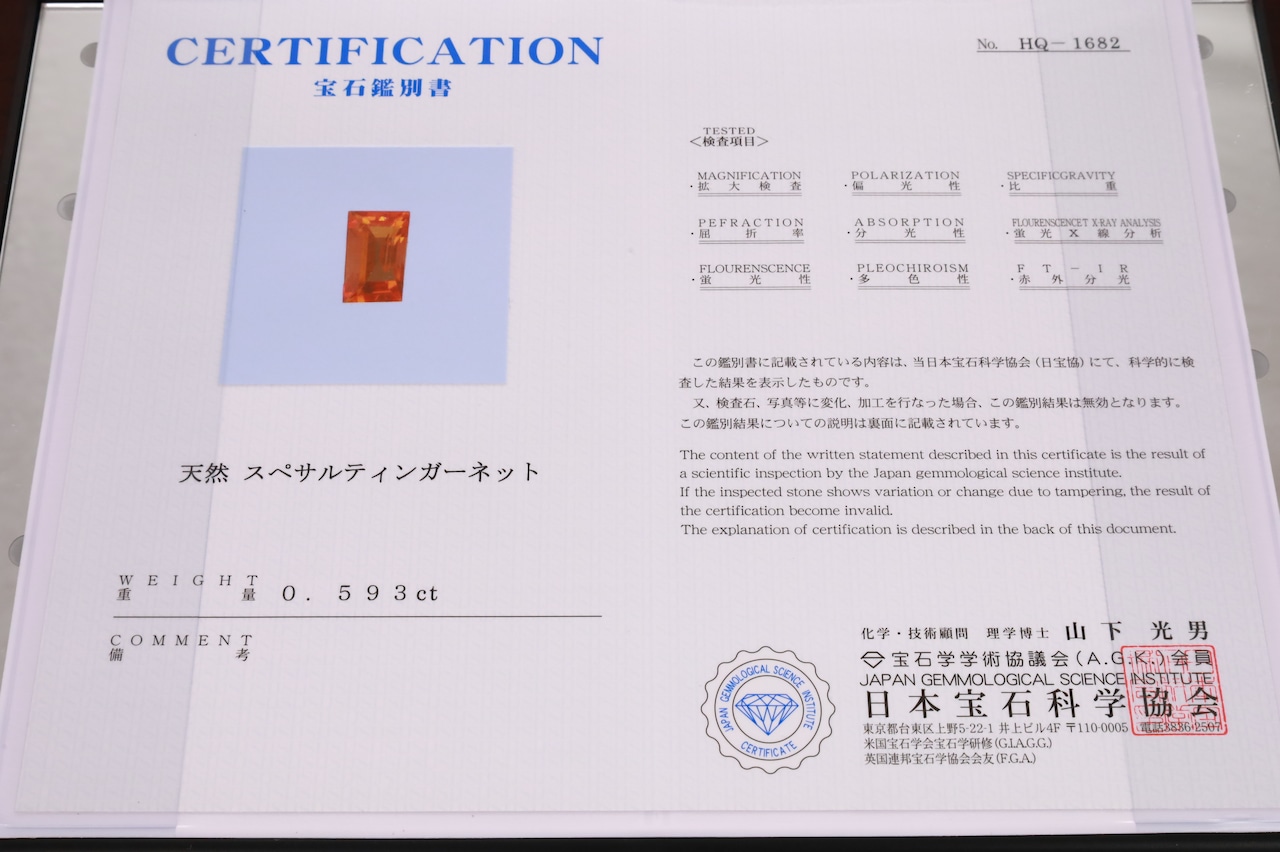 CERTIFICATION
宝石鑑別書
No. HQ-1682
TESTED
<検査項目>
MAGNIFICATION
・拡大検査
POLARIZATION
・偏光性
SPECIFICGRAVITY
・比重
PEFRACTION
・屈折率
ABSORPTION
・分光性
FLOURENSCENCET X-RAY ANALYSIS
・蛍光X線分析
FLOURENSCENCE
・蛍光性
PLEOCHROISM
・多色性
FT-IR
・赤外分光
この鑑別書に記載されている内容は、当日本宝石科学協会(日宝協)にて、科学的に検
査した結果を表示したものです。
又、検査石、写真等に変化、加工を行なった場合、この鑑別結果は無効となります。
この鑑別結果についての説明は裏面に記載されています。
The content of the written statement described in this certificate is the result of
a scientific inspection by the Japan gemmological science institute.
If the inspected stone shows variation or change due to tampering, the result of
the certification become invalid.
The explanation of certification is described in the back of this document.
天然 スペサルティンガーネット
WEIGHT
重量 0.593ct
COMMENT
備考
JAPAN GEMMOLOGICAL SCIENCE INSTITUTE
CERTIFICATE
化学・技術顧問 理学博士 山下光男
宝石学学術協議会(A.G.K.)会員
JAPAN GEMMOLOGICAL SCIENCE INSTITUTE
日本宝石科学協会
東京都台東区上野5-22-1 井上ビル4F 〒110-0005 電話3836-2507
米国宝石学会宝石学研修(G.I.A.G.G.)
英国連邦宝石学協会会友(F.G.A.)